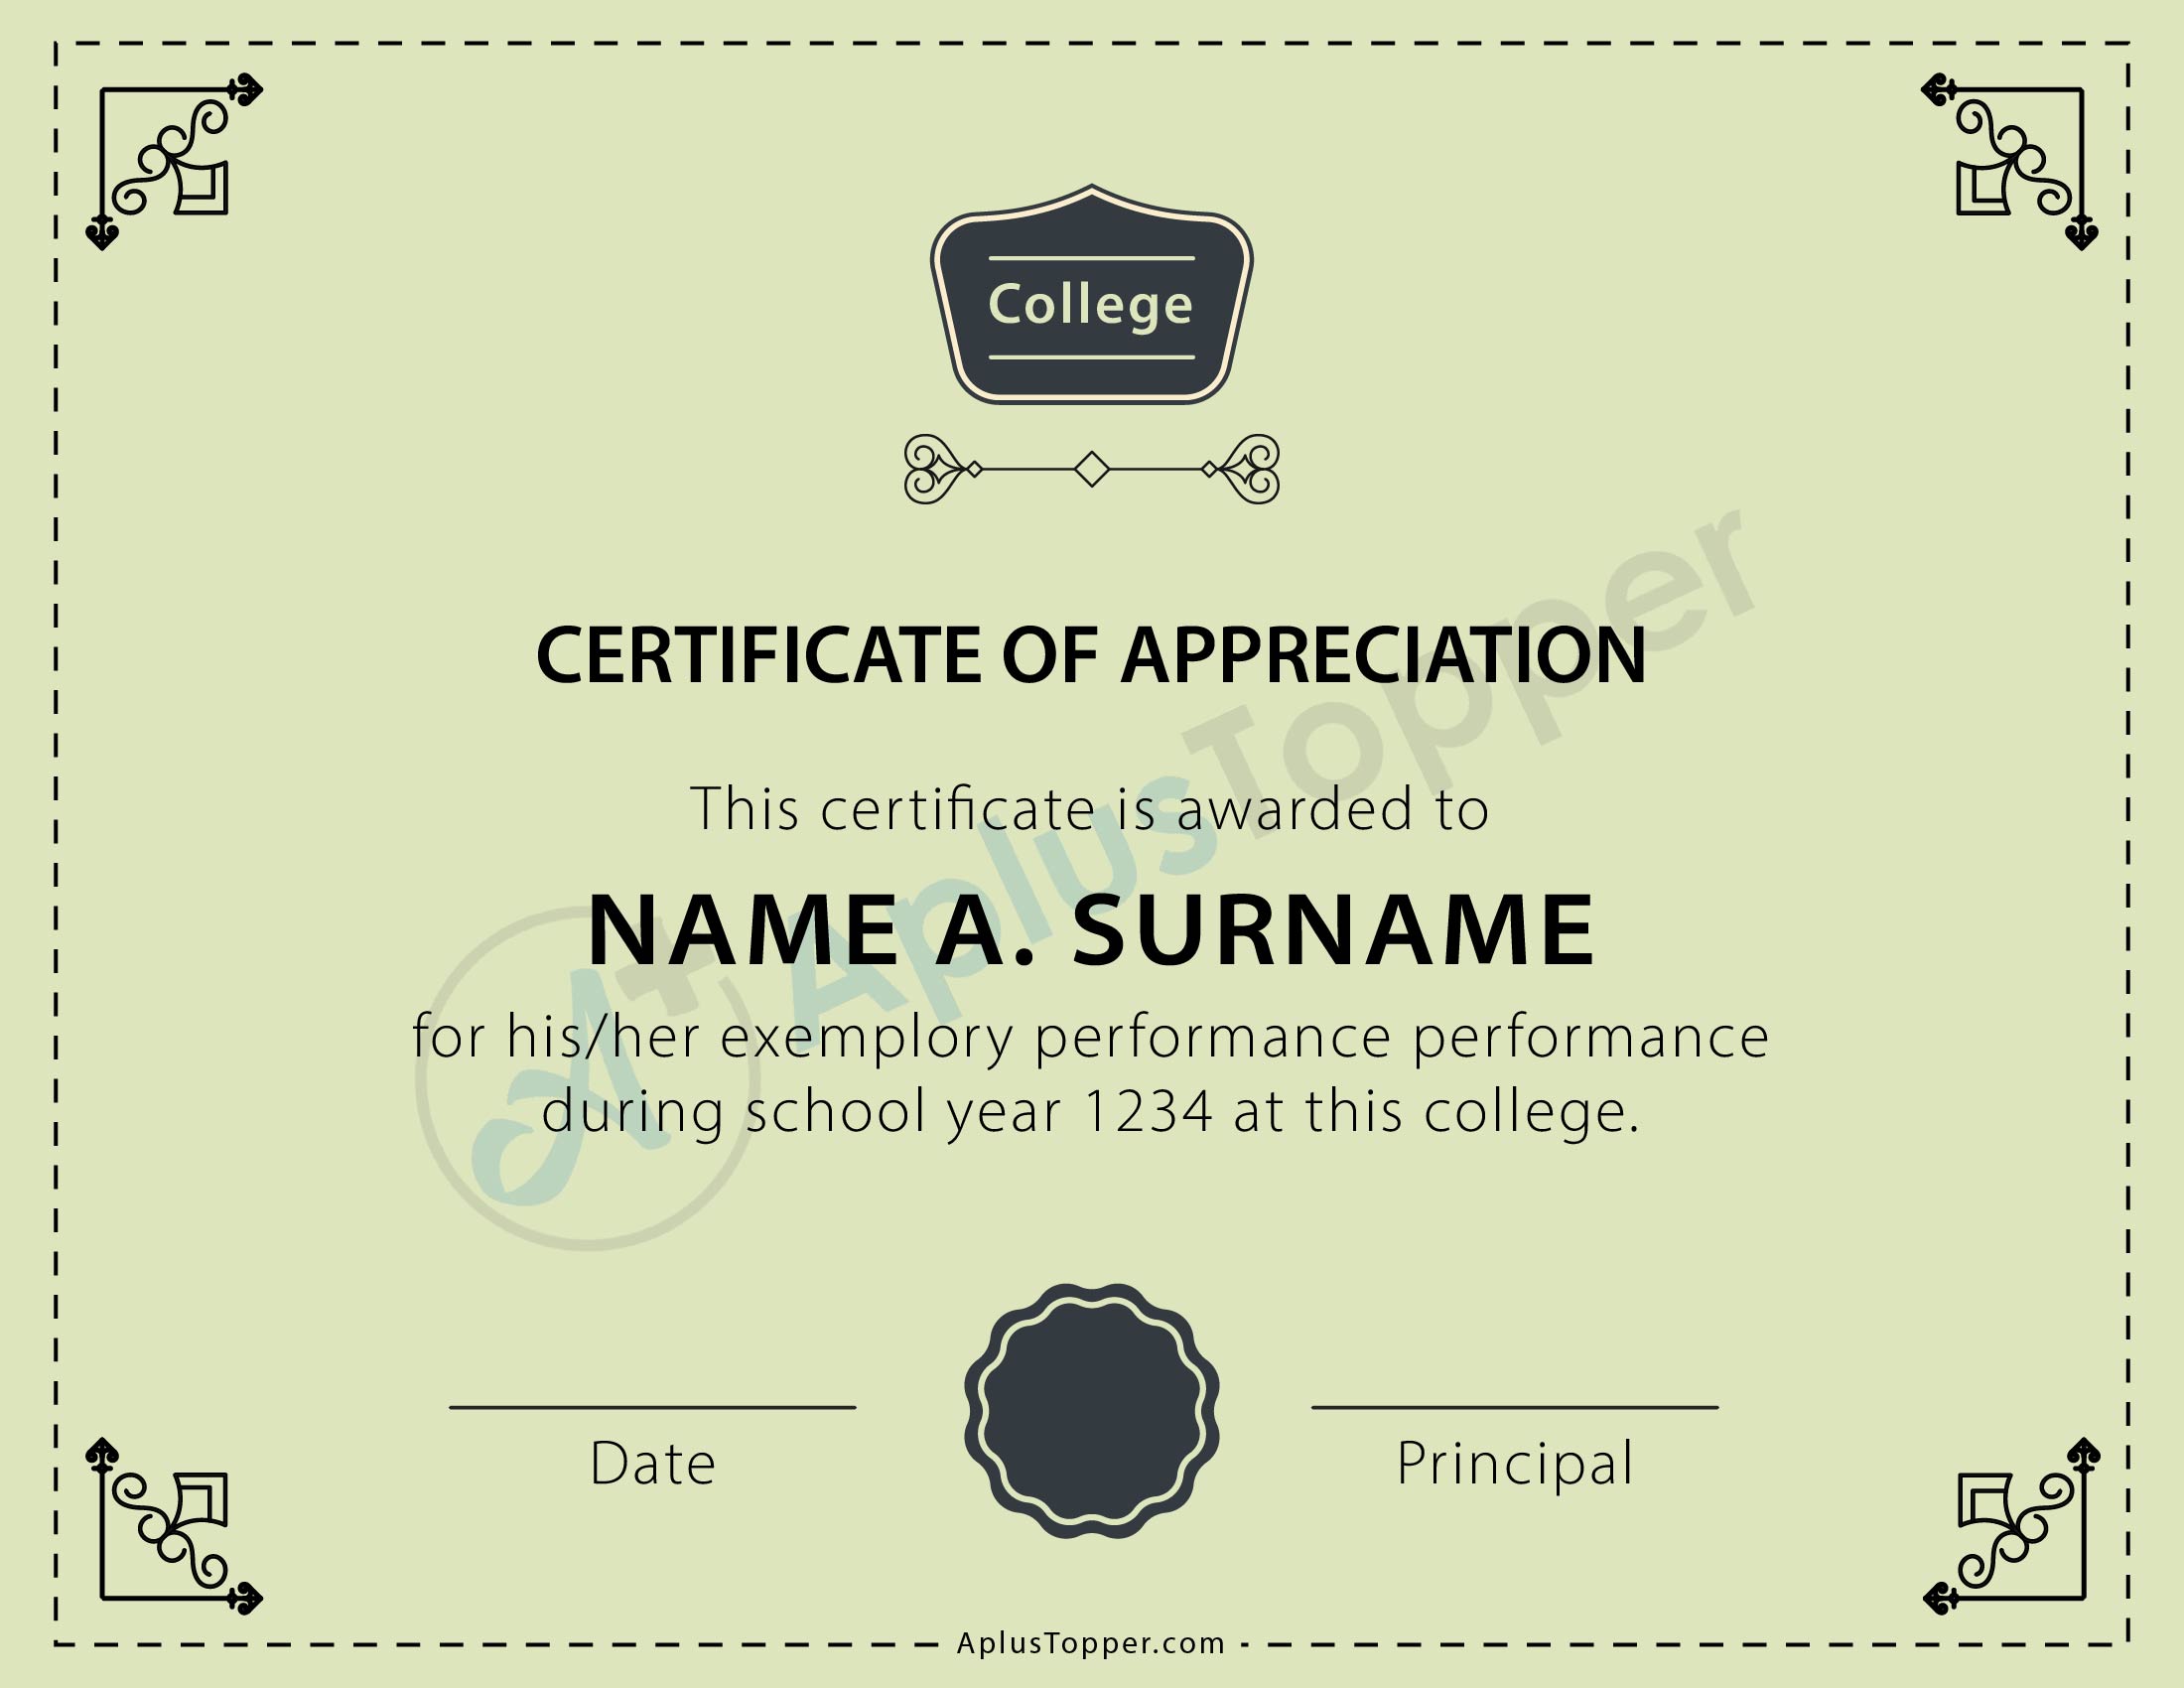 College
CERTIFICATE OF APPRECIATION
This certificate is awarded to
NAME A. SURNAME
for his/her exemplory performance performance
during school year 1234 at this college.
A+ AplusTopper
Date
Principal
AplusTopper.com